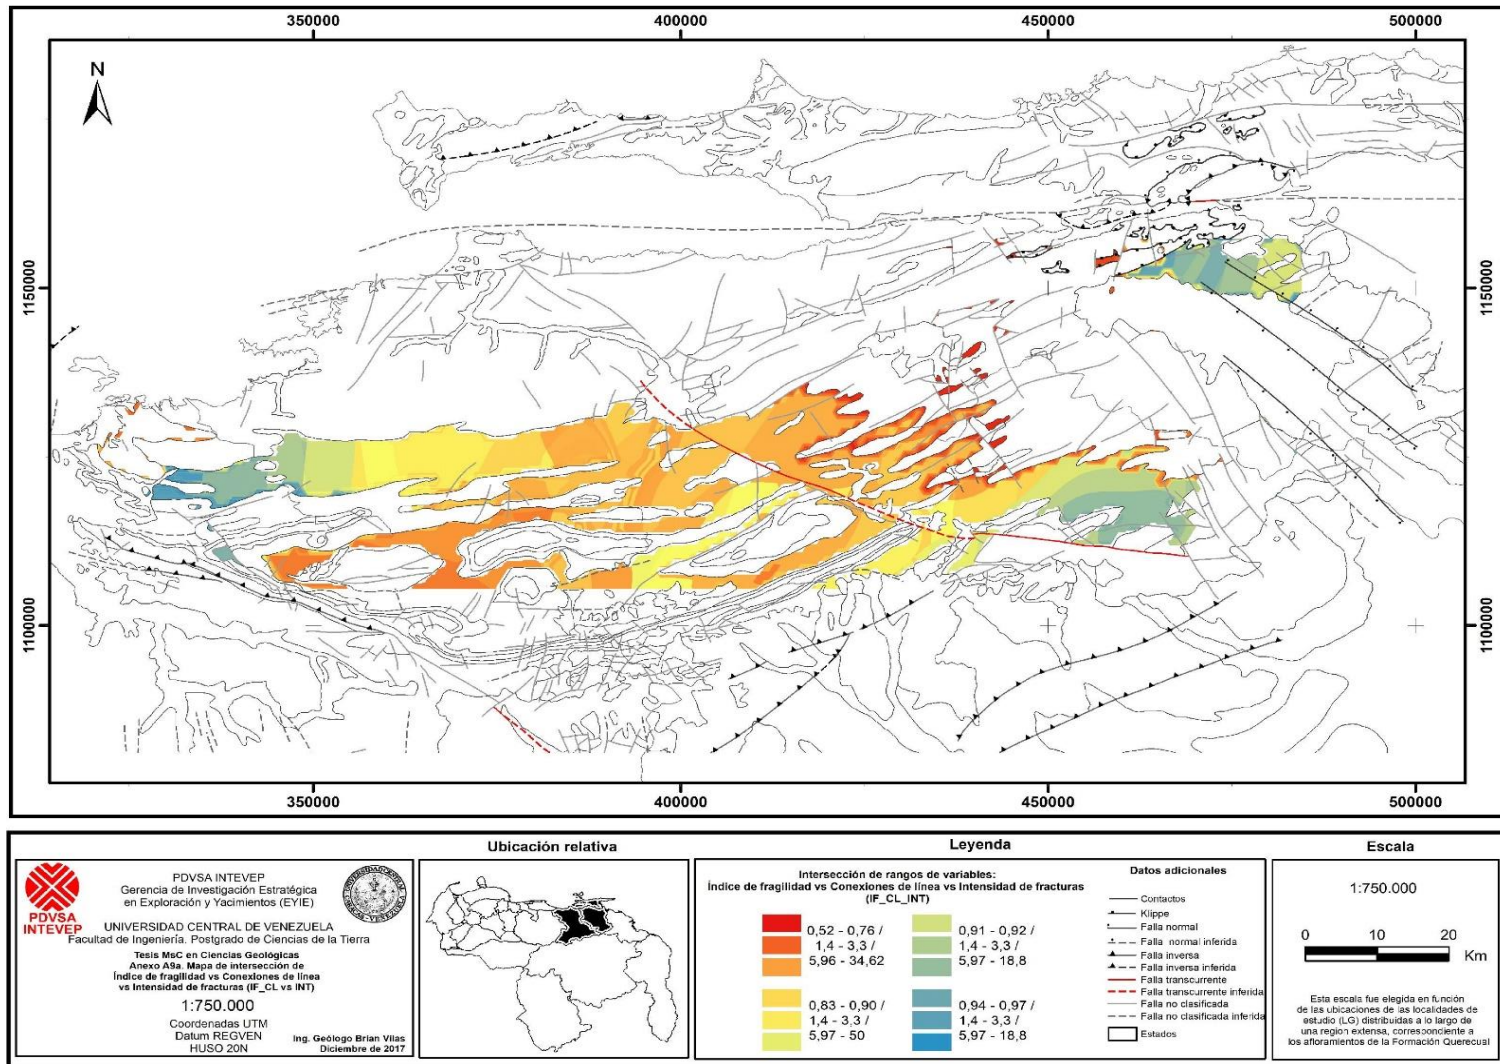 350000
400000
450000
500000
N
1150000
1150000
1100000
1100000
350000
400000
450000
500000
PDVSA
INTEVEP
PDVSA INTEVEP
Gerencia de Investigación Estratégica
en Exploración y Yacimientos (EYIE)
UNIVERSIDAD CENTRAL DE VENEZUELA
Facultad de Ingeniería. Postgrado de Ciencias de la Tierra
Tesis MsC en Ciencias Geológicas
Anexo A9a. Mapa de intersección de
Índice de fragilidad vs Conexiones de línea
vs Intensidad de fracturas (IF_CL vs INT)
1:750.000
Coordenadas UTM
Datum REGVEN
HUSO 20N
Ing. Geólogo Brian Vilas
Diciembre de 2017
Ubicación relativa
Leyenda
Intersección de rangos de variables:
Índice de fragilidad vs Conexiones de línea vs Intensidad de fracturas
(IF_CL_INT)
0,52 - 0,76 /
1,4 - 3,3 /
5,96 - 34,62
0,91 - 0,92 /
1,4 - 3,3 /
5,97 - 18,8
0,83 - 0,90 /
1,4 - 3,3 /
5,97 - 50
0,94 - 0,97 /
1,4 - 3,3 /
5,97 - 18,8
Datos adicionales
Contactos
Klippe
Falla normal
Falla normal inferida
Falla inversa
Falla inversa inferida
Falla transcurrente
Falla transcurrente inferida
Falla no clasificada
Falla no clasificada inferida
Estados
Escala
1:750.000
0 10 20
Km
Esta escala fue elegida en función
de las ubicaciones de las localidades de
estudio (LG) distribuidas a lo largo de
una region extensa, correspondiente a
los afloramientos de la Formación Querecual